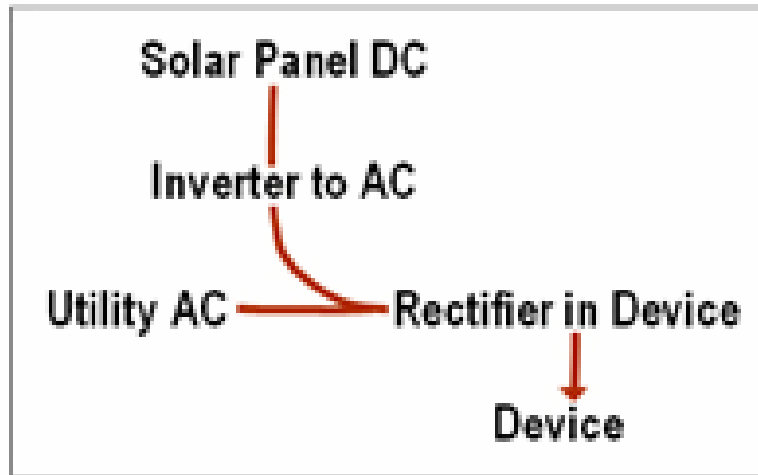 Solar Panel DC
Inverter to AC
Utility AC
Rectifier in Device
Device